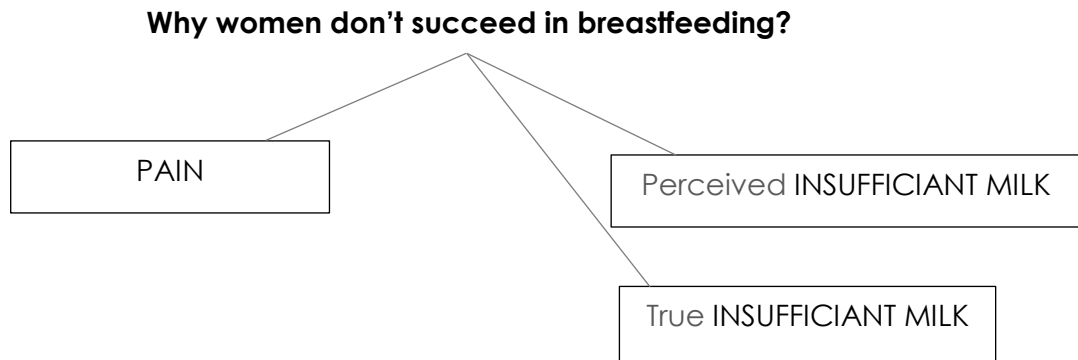 Why women don't succeed in breastfeeding?
PAIN
Perceived INSUFFICIANT MILK
True INSUFFICIANT MILK